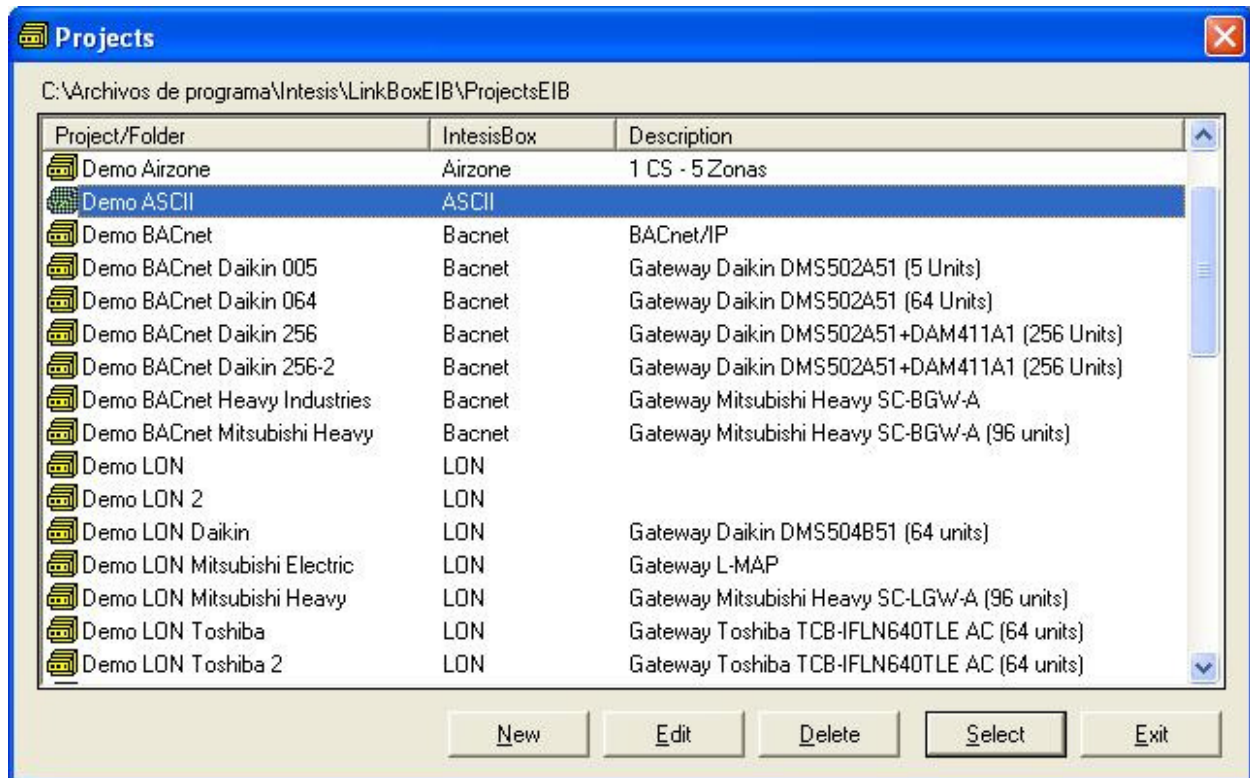 Projects
C:\Archivos de programa\Intesis\LinkBoxEIB\ProjectsEIB
Project/Folder IntesisBox Description
Demo Airzone Airzone 1 CS - 5 Zonas
Demo ASCII ASCII
Demo BACnet Bacnet BACnet/IP
Demo BACnet Daikin 005 Bacnet Gateway Daikin DMS502A51 (5 Units)
Demo BACnet Daikin 064 Bacnet Gateway Daikin DMS502A51 (64 Units)
Demo BACnet Daikin 256 Bacnet Gateway Daikin DMS502A51+DAM411A1 (256 Units)
Demo BACnet Daikin 256-2 Bacnet Gateway Daikin DMS502A51+DAM411A1 (256 Units)
Demo BACnet Heavy Industries Bacnet Gateway Mitsubishi Heavy SC-BGW-A
Demo BACnet Mitsubishi Heavy Bacnet Gateway Mitsubishi Heavy SC-BGW-A (96 units)
Demo LON LON
Demo LON 2 LON
Demo LON Daikin LON Gateway Daikin DMS504B51 (64 units)
Demo LON Mitsubishi Electric LON Gateway L-MAP
Demo LON Mitsubishi Heavy LON Gateway Mitsubishi Heavy SC-LGW-A (96 units)
Demo LON Toshiba LON Gateway Toshiba TCB-IFLN640TLE AC (64 units)
Demo LON Toshiba 2 LON Gateway Toshiba TCB-IFLN640TLE AC (64 units)
New Edit Delete Select Exit